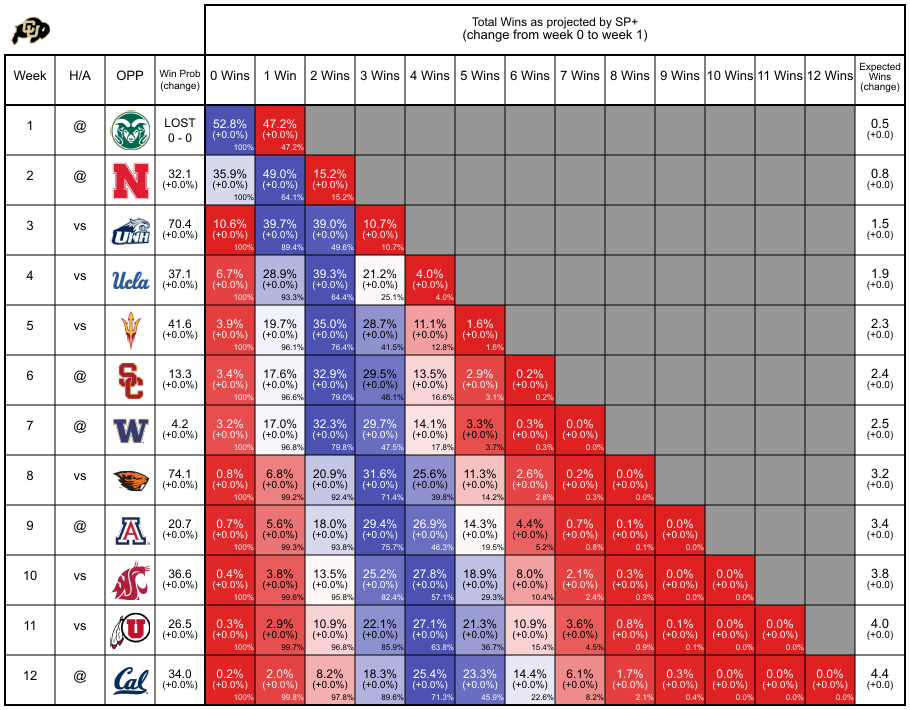 CU
Total Wins as projected by SP+
(change from week 0 to week 1)
Week H/A OPP Win Prob (change) 0 Wins 1 Win 2 Wins 3 Wins 4 Wins 5 Wins 6 Wins 7 Wins 8 Wins 9 Wins 10 Wins 11 Wins 12 Wins Expected Wins (change)
1 @ LOST 52.8% 47.2% 0.5
0 - 0 (+0.0%) (+0.0%) (+0.0)
100% 47.2%
2 @ N 32.1 35.9% 49.0% 15.2% 0.8
(+0.0%) (+0.0%) (+0.0%) (+0.0%) (+0.0)
100% 64.1% 15.2%
3 vs UNH 70.4 10.6% 39.7% 39.0% 10.7% 1.5
(+0.0%) (+0.0%) (+0.0%) (+0.0%) (+0.0%) (+0.0)
100% 89.4% 49.6% 10.7%
4 vs Ucla 37.1 6.7% 28.9% 39.3% 21.2% 4.0% 1.9
(+0.0%) (+0.0%) (+0.0%) (+0.0%) (+0.0%) (+0.0%) (+0.0)
100% 93.3% 64.4% 25.1% 4.0%
5 vs 41.6 3.9% 19.7% 35.0% 28.7% 11.1% 1.6% 2.3
(+0.0%) (+0.0%) (+0.0%) (+0.0%) (+0.0%) (+0.0%) (+0.0%) (+0.0)
100% 96.1% 76.4% 41.5% 12.8% 1.6%
6 @ SC 13.3 3.4% 17.6% 32.9% 29.5% 13.5% 2.9% 0.2% 2.4
(+0.0%) (+0.0%) (+0.0%) (+0.0%) (+0.0%) (+0.0%) (+0.0%) (+0.0%) (+0.0)
100% 96.6% 79.0% 46.1% 16.6% 3.1% 0.2%
7 @ W 4.2 3.2% 17.0% 32.3% 29.7% 14.1% 3.3% 0.3% 0.0% 2.5
(+0.0%) (+0.0%) (+0.0%) (+0.0%) (+0.0%) (+0.0%) (+0.0%) (+0.0%) (+0.0%) (+0.0)
100% 96.8% 79.8% 47.5% 17.8% 3.7% 0.3% 0.0%
8 vs 74.1 0.8% 6.8% 20.9% 31.6% 25.6% 11.3% 2.6% 0.2% 0.0% 3.2
(+0.0%) (+0.0%) (+0.0%) (+0.0%) (+0.0%) (+0.0%) (+0.0%) (+0.0%) (+0.0%) (+0.0%) (+0.0)
100% 99.2% 92.4% 71.4% 39.8% 14.2% 2.8% 0.3% 0.0%
9 @ A 20.7 0.7% 5.6% 18.0% 29.4% 26.9% 14.3% 4.4% 0.7% 0.1% 0.0% 3.4
(+0.0%) (+0.0%) (+0.0%) (+0.0%) (+0.0%) (+0.0%) (+0.0%) (+0.0%) (+0.0%) (+0.0%) (+0.0%) (+0.0)
100% 99.3% 93.8% 75.7% 46.3% 19.5% 5.2% 0.8% 0.1% 0.0%
10 vs 36.6 0.4% 3.8% 13.5% 25.2% 27.8% 18.9% 8.0% 2.1% 0.3% 0.0% 0.0% 3.8
(+0.0%) (+0.0%) (+0.0%) (+0.0%) (+0.0%) (+0.0%) (+0.0%) (+0.0%) (+0.0%) (+0.0%) (+0.0%) (+0.0%) (+0.0)
100% 99.6% 95.8% 82.4% 57.1% 29.3% 10.4% 2.4% 0.3% 0.0% 0.0%
11 vs U 26.5 0.3% 2.9% 10.9% 22.1% 27.1% 21.3% 10.9% 3.6% 0.8% 0.1% 0.0% 0.0% 4.0
(+0.0%) (+0.0%) (+0.0%) (+0.0%) (+0.0%) (+0.0%) (+0.0%) (+0.0%) (+0.0%) (+0.0%) (+0.0%) (+0.0%) (+0.0%) (+0.0)
100% 99.7% 96.8% 85.9% 63.8% 36.7% 15.4% 4.5% 0.9% 0.1% 0.0% 0.0%
12 @ Cal 34.0 0.2% 2.0% 8.2% 18.3% 25.4% 23.3% 14.4% 6.1% 1.7% 0.3% 0.0% 0.0% 0.0% 4.4
(+0.0%) (+0.0%) (+0.0%) (+0.0%) (+0.0%) (+0.0%) (+0.0%) (+0.0%) (+0.0%) (+0.0%) (+0.0%) (+0.0%) (+0.0%) (+0.0%) (+0.0)
100% 99.8% 97.8% 89.6% 71.3% 45.9% 22.6% 8.2% 2.1% 0.4% 0.0% 0.0% 0.0%